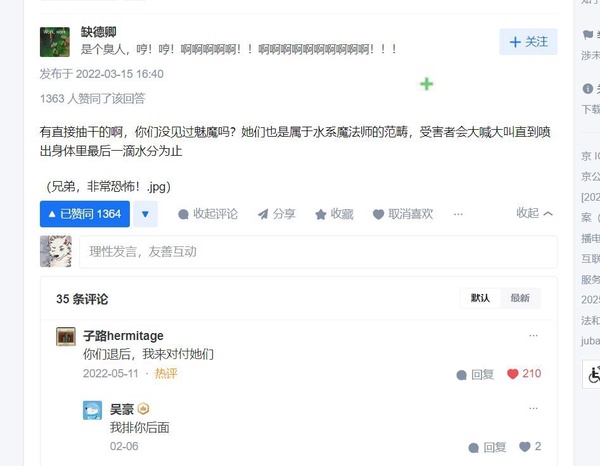 缺德卿
是个臭人，哼！哼！啊啊啊啊啊！！啊啊啊啊啊啊啊啊啊啊！！！
+ 关注
发布于 2022-03-15 16:40
1363 人赞同了该回答
有直接抽干的啊，你们没见过魅魔吗？她们也是属于水系魔法师的范畴，受害者会大喊大叫直到喷
出身体里最后一滴水分为止
（兄弟，非常恐怖！.jpg）
已赞同 1364
收起评论
分享
收藏
取消喜欢
收起
理性发言，友善互动
35 条评论
默认
最新
子路hermitage
你们退后，我来对付她们
2022-05-11 · 热评
回复
210
吴豪
我排你后面
02-06
回复
2
涉未
下载
京 IC
京公
[202
案（
播电
互联
服务
2025
法和
juba